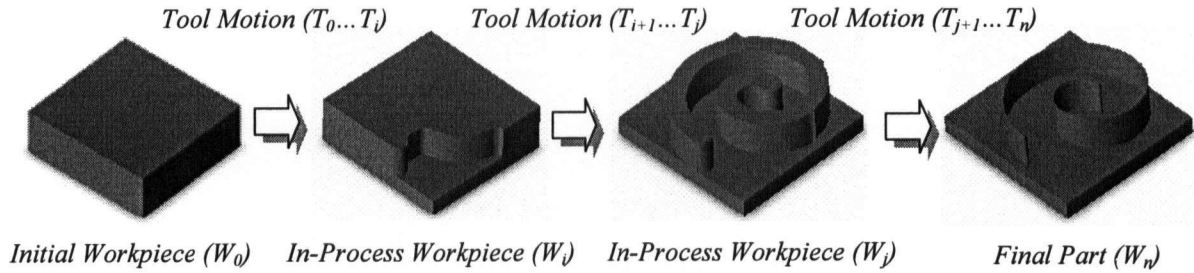 Tool Motion (T₀…Tᵢ) Tool Motion (Tᵢ₊₁…Tⱼ) Tool Motion (Tⱼ₊₁…Tₙ)
Initial Workpiece (W₀) In-Process Workpiece (Wᵢ) In-Process Workpiece (Wⱼ) Final Part (Wₙ)